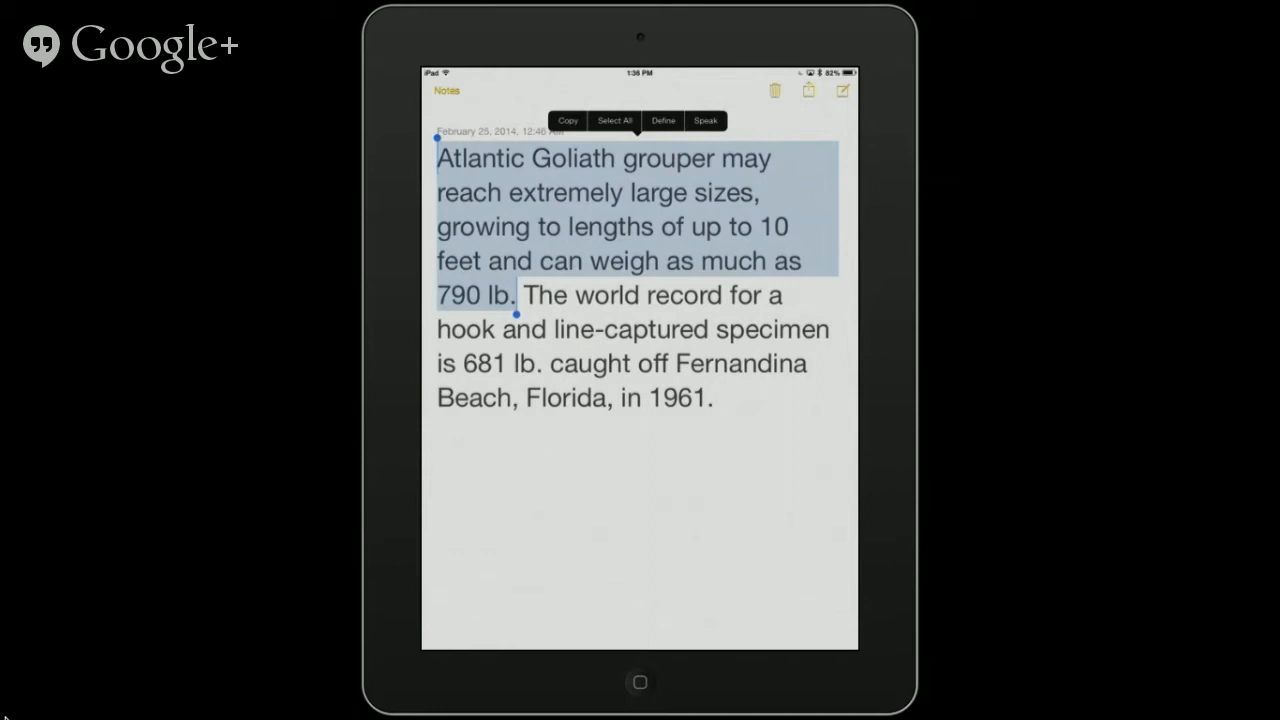 Google+
iPad 1:36 PM 82%
Notes
Copy Select All Define Speak
February 25, 2014, 12:46
Atlantic Goliath grouper may
reach extremely large sizes,
growing to lengths of up to 10
feet and can weigh as much as
790 lb. The world record for a
hook and line-captured specimen
is 681 lb. caught off Fernandina
Beach, Florida, in 1961.